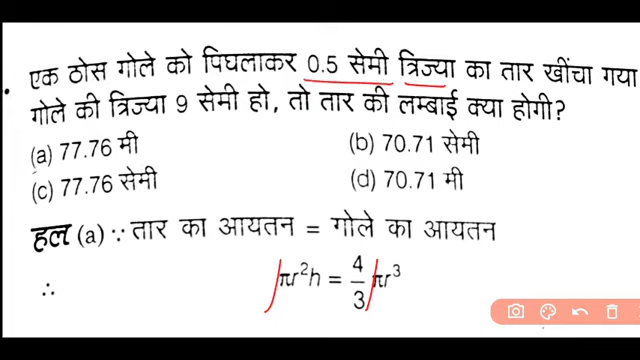 एक ठोस गोले को पिघलाकर 0.5 सेमी त्रिज्या का तार खींचा गया
गोले की त्रिज्या 9 सेमी हो, तो तार की लम्बाई क्या होगी?
(a) 77.76 मी (b) 70.71 सेमी
(c) 77.76 सेमी (d) 70.71 मी
हल (a) ∵ तार का आयतन = गोले का आयतन
∴ πr²h = 4/3 πr³